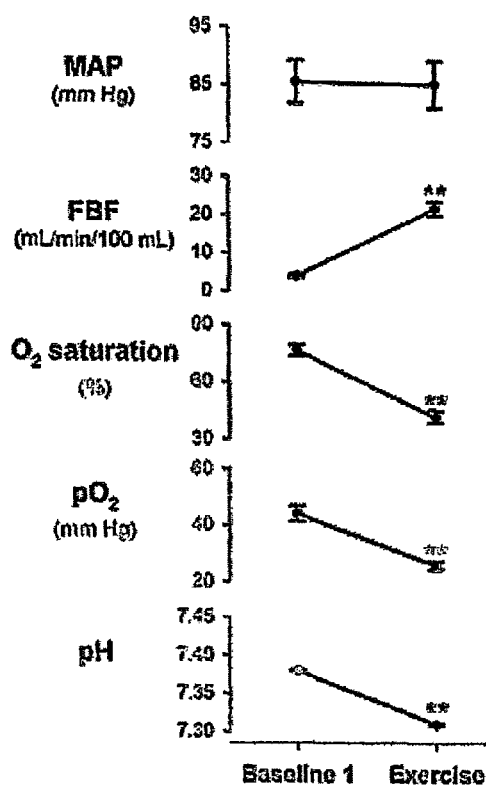 95
MAP
85
(mm Hg)
75
30
**
FBF
20
(mL/min/100 mL)
10
0
90
O₂ saturation
60
(%)
**
30
60
pO₂
40
(mm Hg)
**
20
7.45
pH
7.40
7.35
**
7.30
Baseline 1 Exercise